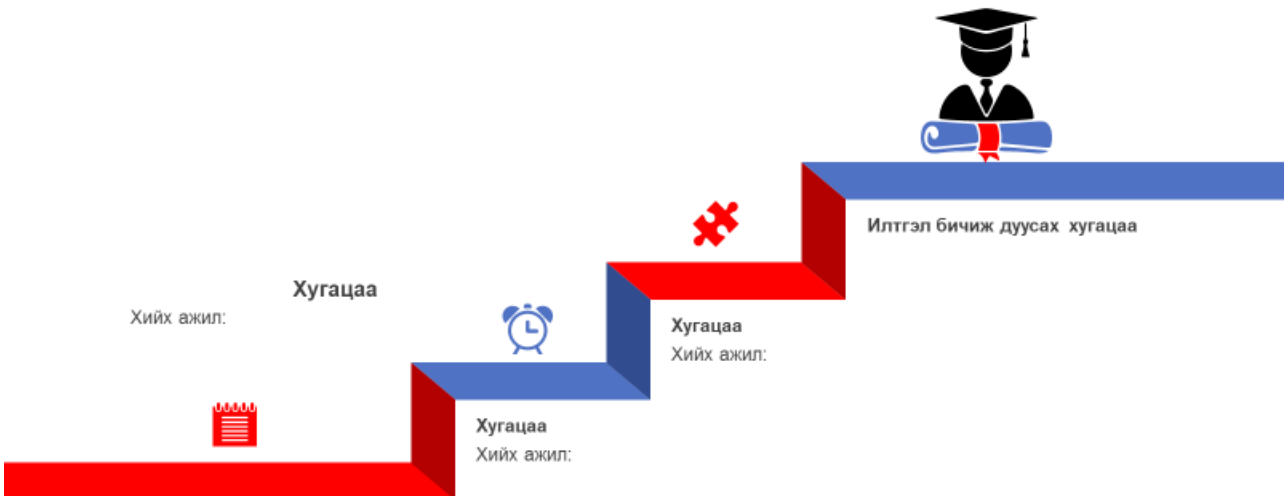 Хугацаа
Хийх ажил:
Хугацаа
Хийх ажил:
Хугацаа
Хийх ажил:
Илтгэл бичиж дуусах хугацаа